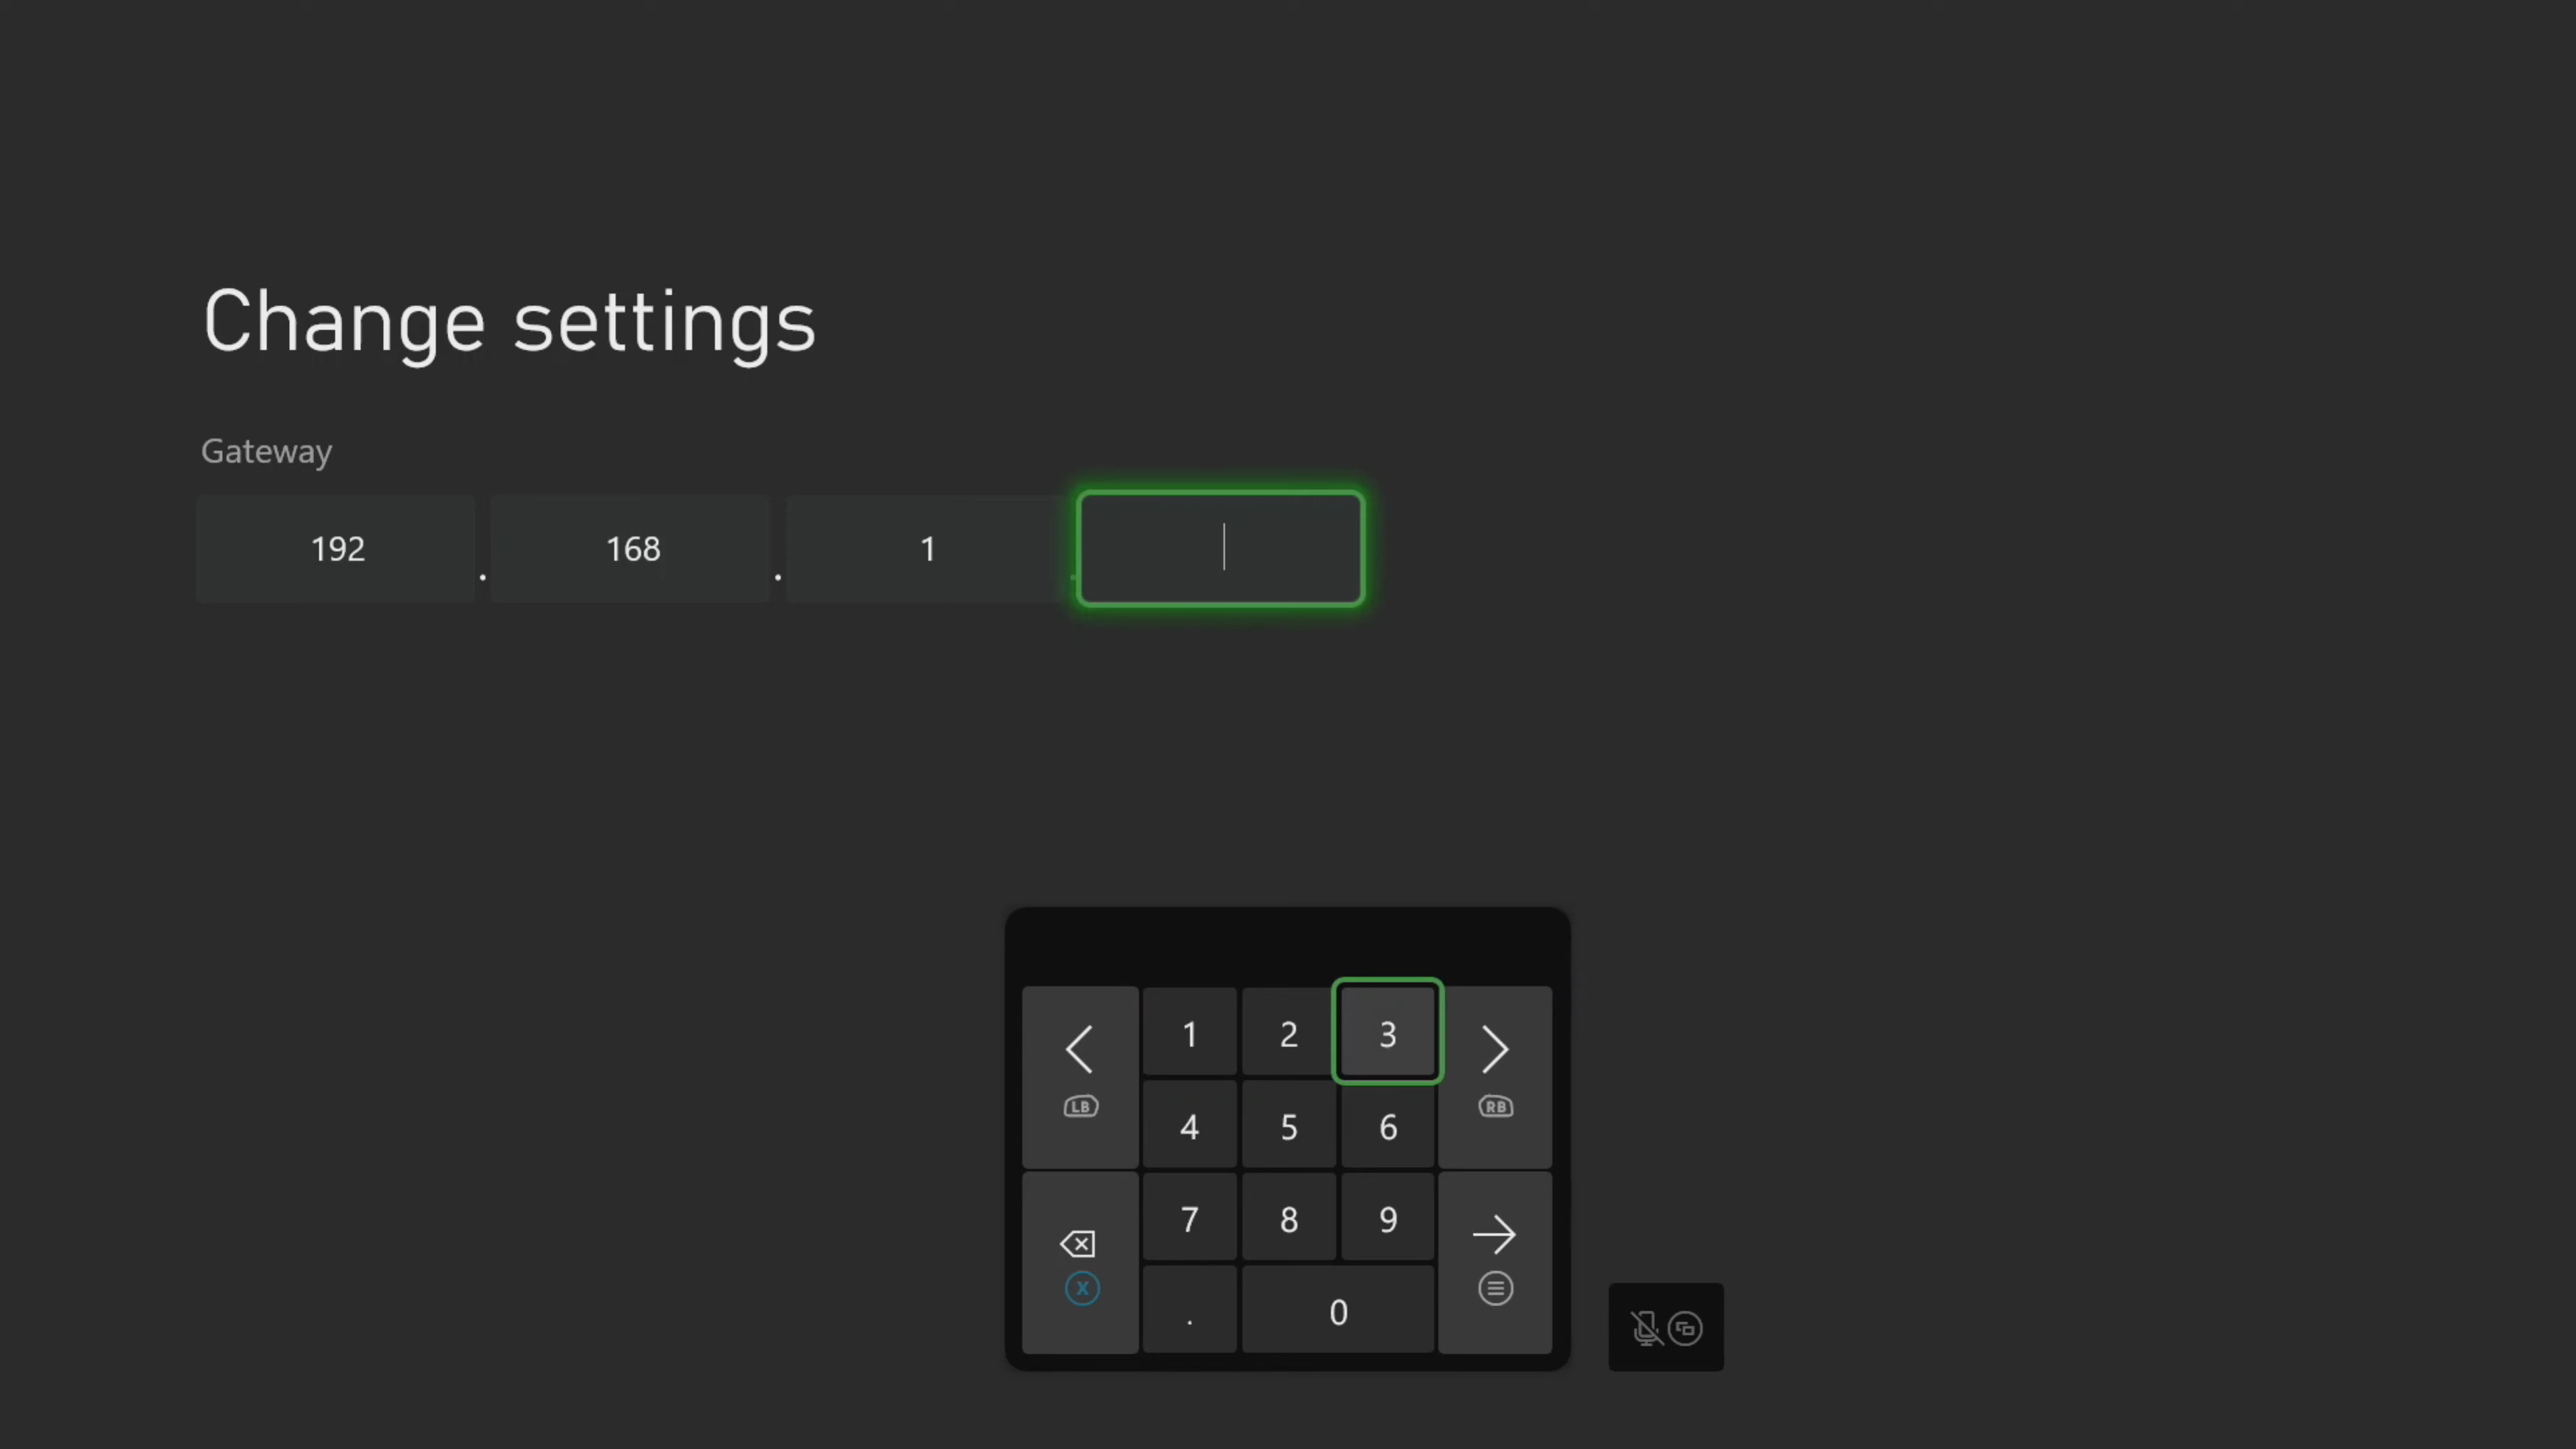 Change settings
Gateway
192 . 168 . 1 .
1 2 3
LB RB
4 5 6
7 8 9
X
. 0